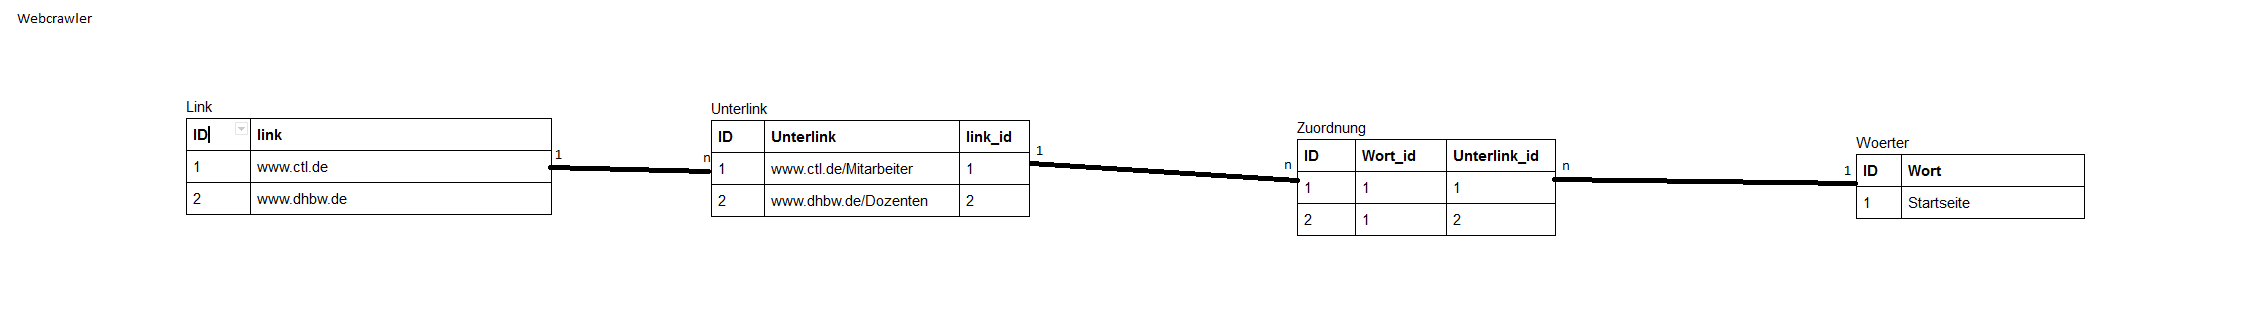 Webcrawler
Link
ID link
1 www.ctl.de
2 www.dhbw.de
1 n
Unterlink
ID Unterlink link_id
1 www.ctl.de/Mitarbeiter 1
2 www.dhbw.de/Dozenten 2
1 n
Zuordnung
ID Wort_id Unterlink_id
1 1 1
2 1 2
n 1
Woerter
ID Wort
1 Startseite